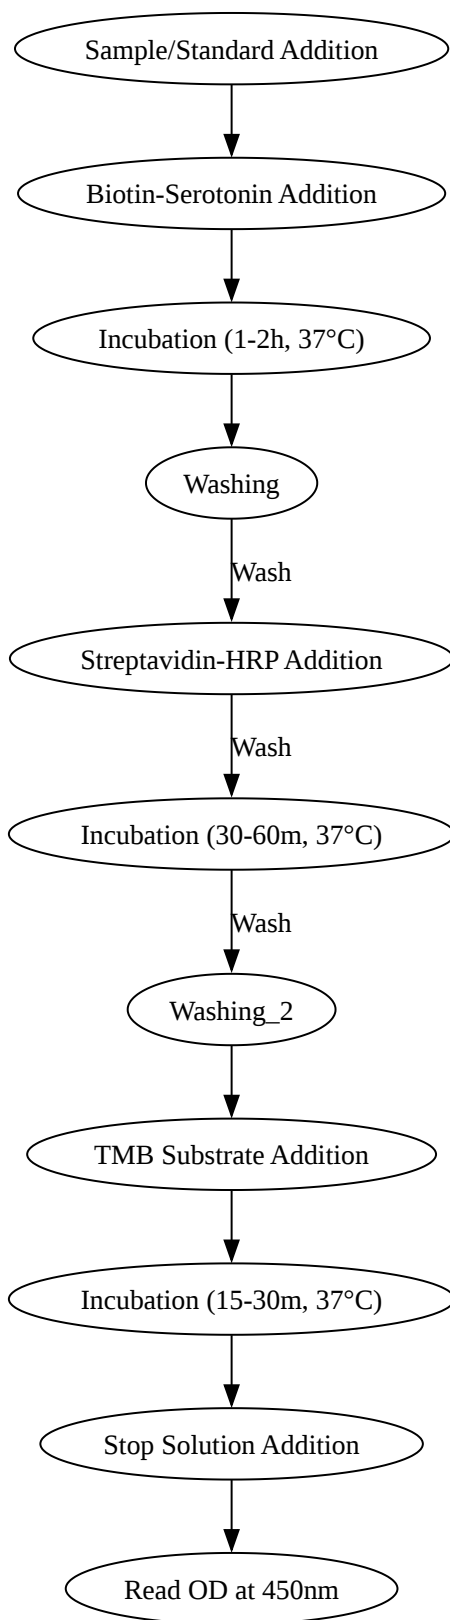 Sample/Standard Addition
Biotin-Serotonin Addition
Incubation (1-2h, 37°C)
Washing
Wash
Streptavidin-HRP Addition
Wash
Incubation (30-60m, 37°C)
Wash
Washing_2
TMB Substrate Addition
Incubation (15-30m, 37°C)
Stop Solution Addition
Read OD at 450nm